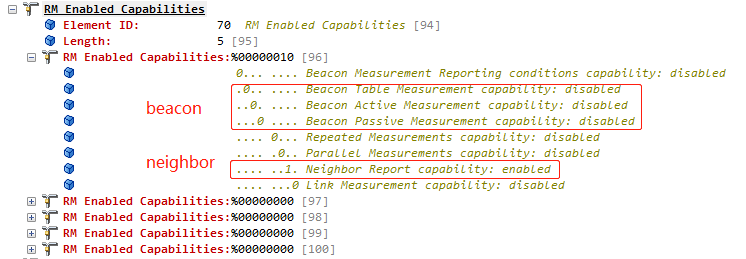 RM Enabled Capabilities
Element ID: 70 RM Enabled Capabilities [94]
Length: 5 [95]
RM Enabled Capabilities:%00000010 [96]
0... .... Beacon Measurement Reporting conditions capability: disabled
.0.. .... Beacon Table Measurement capability: disabled
beacon
..0. .... Beacon Active Measurement capability: disabled
...0 .... Beacon Passive Measurement capability: disabled
.... 0... Repeated Measurements capability: disabled
.... .0.. Parallel Measurements capability: disabled
neighbor
.... ..1. Neighbor Report capability: enabled
.... ...0 Link Measurement capability: disabled
RM Enabled Capabilities:%00000000 [97]
RM Enabled Capabilities:%00000000 [98]
RM Enabled Capabilities:%00000000 [99]
RM Enabled Capabilities:%00000000 [100]